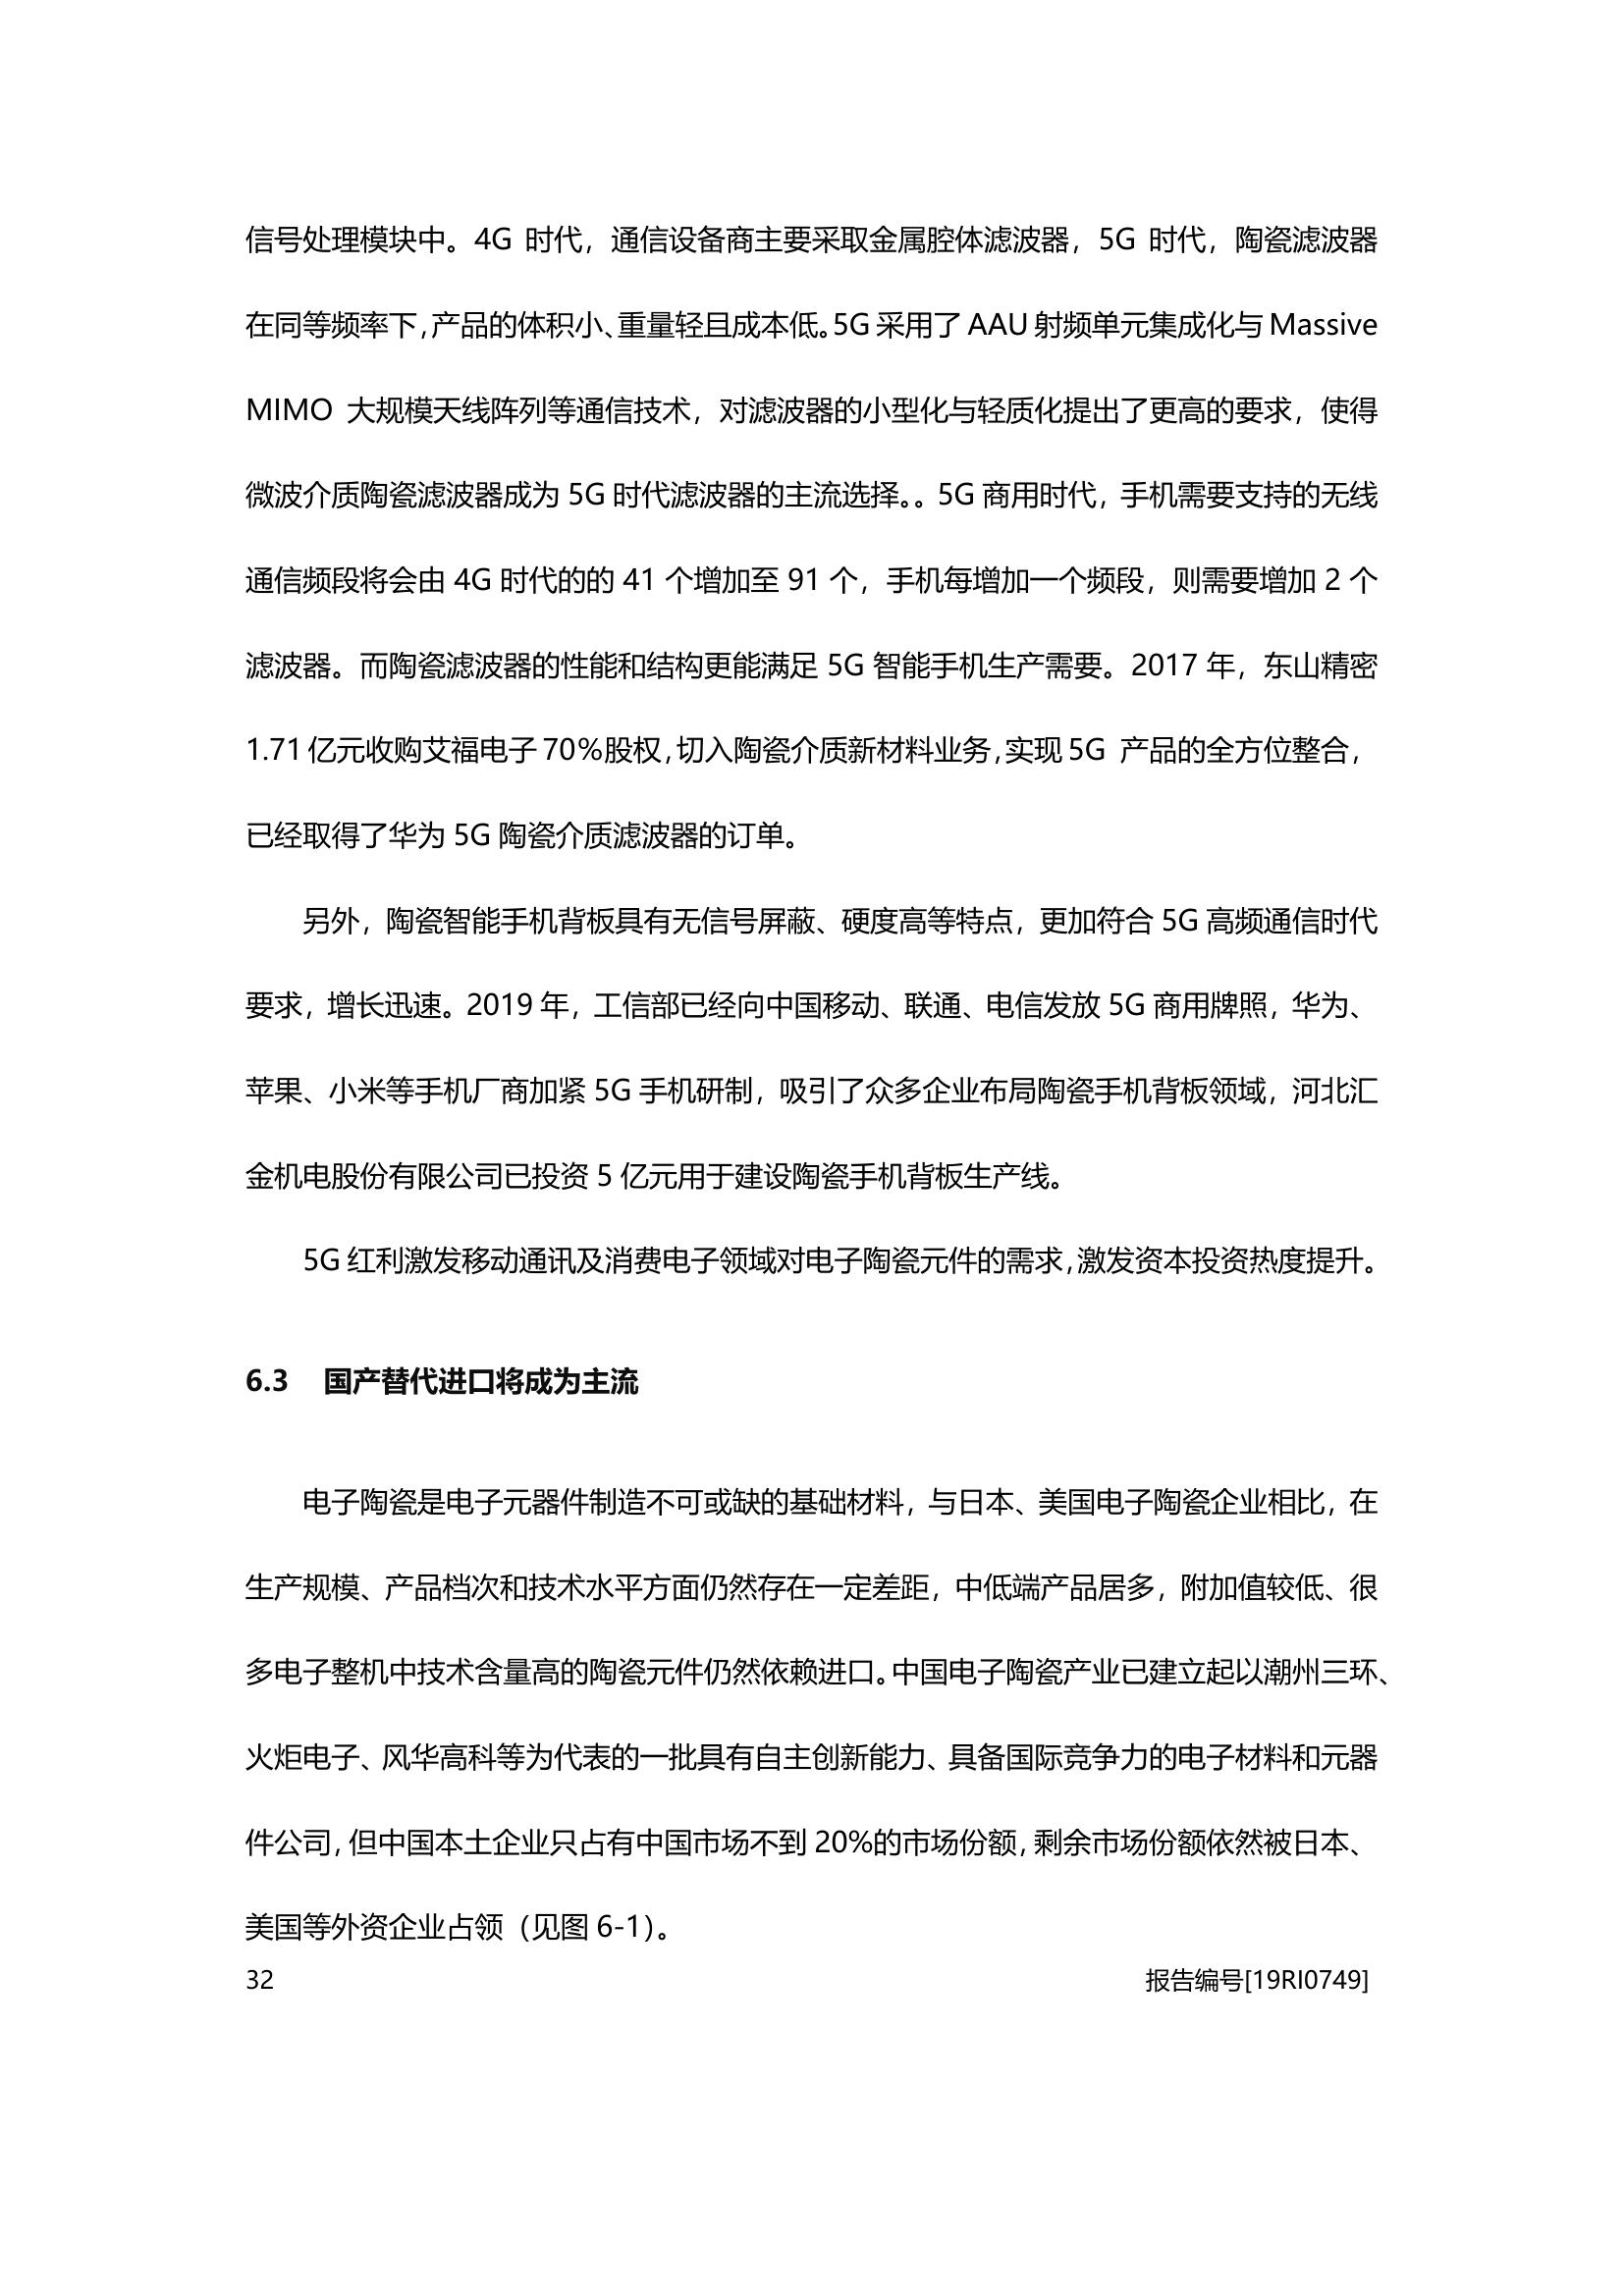 信号处理模块中。4G 时代，通信设备商主要采取金属腔体滤波器，5G 时代，陶瓷滤波器
在同等频率下，产品的体积小、重量轻且成本低。5G 采用了 AAU 射频单元集成化与 Massive
MIMO 大规模天线阵列等通信技术，对滤波器的小型化与轻质化提出了更高的要求，使得
微波介质陶瓷滤波器成为 5G 时代滤波器的主流选择。。5G 商用时代，手机需要支持的无线
通信频段将会由 4G 时代的的 41 个增加至 91 个，手机每增加一个频段，则需要增加 2 个
滤波器。而陶瓷滤波器的性能和结构更能满足 5G 智能手机生产需要。2017 年，东山精密
1.71 亿元收购艾福电子 70%股权，切入陶瓷介质新材料业务，实现 5G 产品的全方位整合，
已经取得了华为 5G 陶瓷介质滤波器的订单。
另外，陶瓷智能手机背板具有无信号屏蔽、硬度高等特点，更加符合 5G 高频通信时代
要求，增长迅速。2019 年，工信部已经向中国移动、联通、电信发放 5G 商用牌照，华为、
苹果、小米等手机厂商加紧 5G 手机研制，吸引了众多企业布局陶瓷手机背板领域，河北汇
金机电股份有限公司已投资 5 亿元用于建设陶瓷手机背板生产线。
5G 红利激发移动通讯及消费电子领域对电子陶瓷元件的需求，激发资本投资热度提升。
6.3 国产替代进口将成为主流
电子陶瓷是电子元器件制造不可或缺的基础材料，与日本、美国电子陶瓷企业相比，在
生产规模、产品档次和技术水平方面仍然存在一定差距，中低端产品居多，附加值较低、很
多电子整机中技术含量高的陶瓷元件仍然依赖进口。中国电子陶瓷产业已建立起以潮州三环、
火炬电子、风华高科等为代表的一批具有自主创新能力、具备国际竞争力的电子材料和元器
件公司，但中国本土企业只占有中国市场不到 20%的市场份额，剩余市场份额依然被日本、
美国等外资企业占领（见图 6-1）。
32 报告编号[19RI0749]